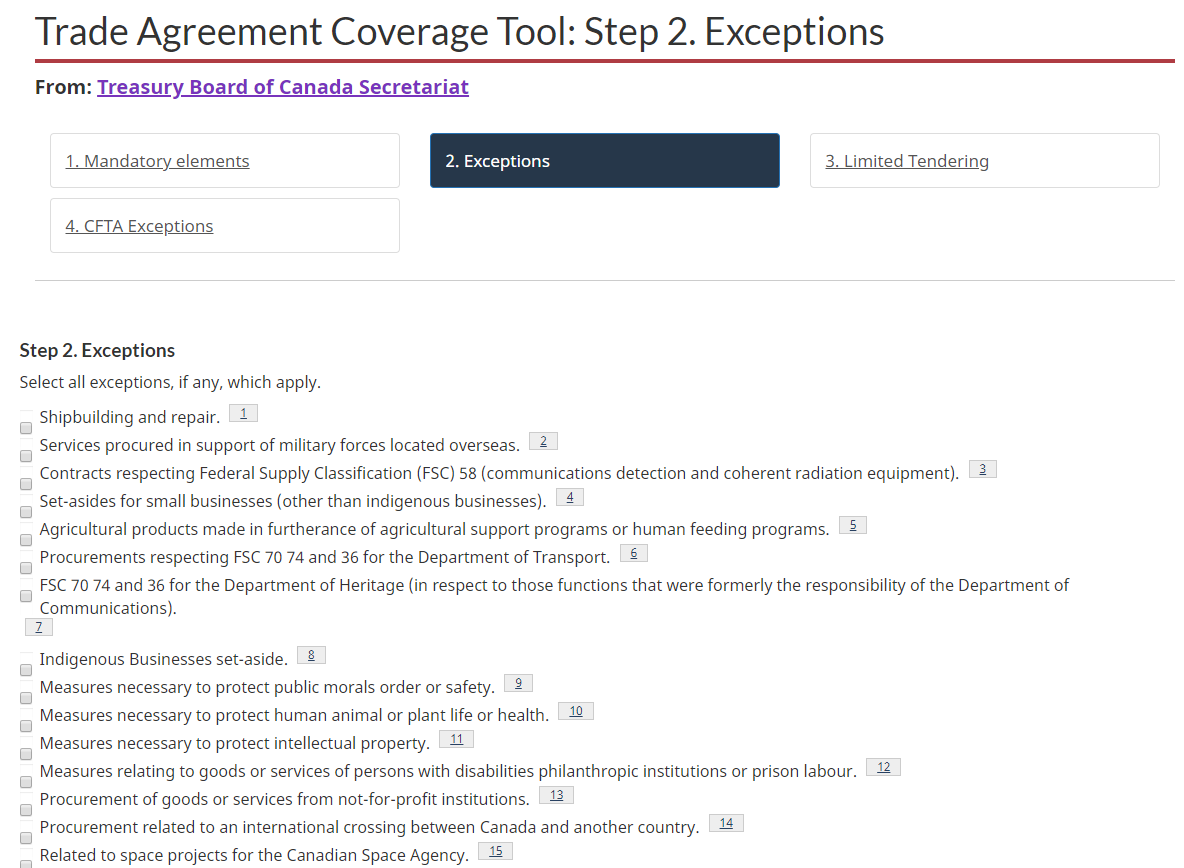 Trade Agreement Coverage Tool: Step 2. Exceptions
From: Treasury Board of Canada Secretariat
1. Mandatory elements
2. Exceptions
3. Limited Tendering
4. CFTA Exceptions
Step 2. Exceptions
Select all exceptions, if any, which apply.
Shipbuilding and repair. 1
Services procured in support of military forces located overseas. 2
Contracts respecting Federal Supply Classification (FSC) 58 (communications detection and coherent radiation equipment). 3
Set-asides for small businesses (other than indigenous businesses). 4
Agricultural products made in furtherance of agricultural support programs or human feeding programs. 5
Procurements respecting FSC 70 74 and 36 for the Department of Transport. 6
FSC 70 74 and 36 for the Department of Heritage (in respect to those functions that were formerly the responsibility of the Department of
Communications).
7
Indigenous Businesses set-aside. 8
Measures necessary to protect public morals order or safety. 9
Measures necessary to protect human animal or plant life or health. 10
Measures necessary to protect intellectual property. 11
Measures relating to goods or services of persons with disabilities philanthropic institutions or prison labour. 12
Procurement of goods or services from not-for-profit institutions. 13
Procurement related to an international crossing between Canada and another country. 14
Related to space projects for the Canadian Space Agency. 15